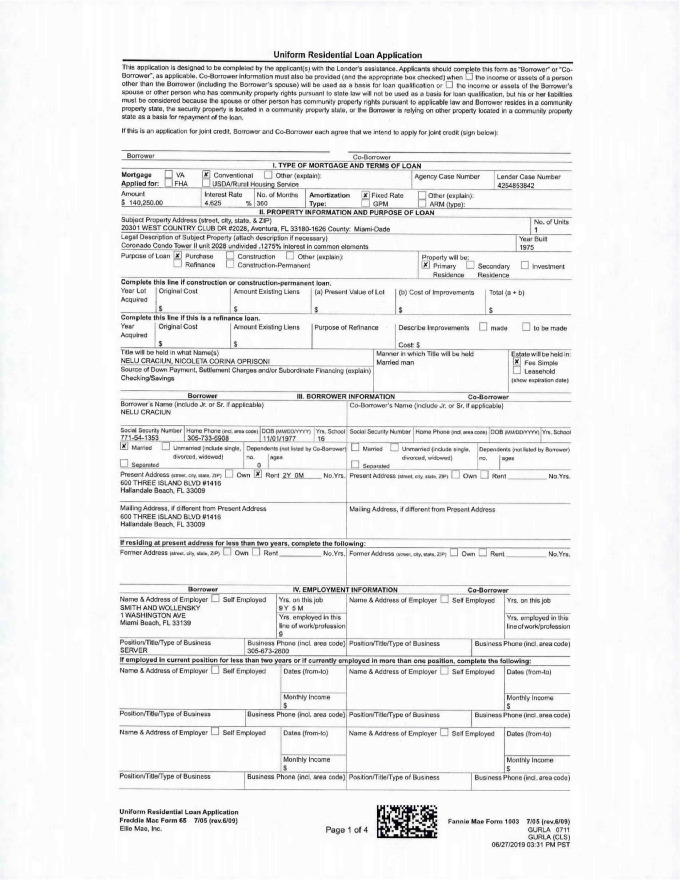 Uniform Residential Loan Application
This application is designed to be completed by the applicant(s) with the Lender's assistance. Applicants should complete this form as "Borrower" or "Co-
Borrower", as applicable. Co-Borrower information must also be provided (and the appropriate box checked) when ☐ the income or assets of a person
other than the Borrower (including the Borrower's spouse) will be used as a basis for loan qualification or ☐ the income or assets of the Borrower's
spouse or other person who has community property rights pursuant to state law will not be used as a basis for loan qualification, but his or her liabilities
must be considered because the spouse or other person has community property rights pursuant to applicable law and Borrower resides in a community
property state, the security property is located in a community property state, or the Borrower is relying on other property located in a community property
state as a basis for repayment of the loan.
If this is an application for joint credit, Borrower and Co-Borrower each agree that we intend to apply for joint credit (sign below):
Borrower Co-Borrower
I. TYPE OF MORTGAGE AND TERMS OF LOAN
Mortgage ☐ VA ☒ Conventional ☐ Other (explain): Agency Case Number Lender Case Number
Applied for: ☐ FHA ☐ USDA/Rural Housing Service 4254853842
Amount Interest Rate No. of Months Amortization ☒ Fixed Rate ☐ Other (explain):
$ 140,250.00 4.625 % 360 Type: ☐ GPM ☐ ARM (type):
II. PROPERTY INFORMATION AND PURPOSE OF LOAN
Subject Property Address (street, city, state, & ZIP) No. of Units
20301 WEST COUNTRY CLUB DR #2028, Aventura, FL 33180-1626 County: Miami-Dade 1
Legal Description of Subject Property (attach description if necessary) Year Built
Coronado Condo Tower II unit 2028 undivided .1275% interest in common elements 1975
Purpose of Loan ☒ Purchase ☐ Construction ☐ Other (explain): Property will be:
☐ Refinance ☐ Construction-Permanent ☒ Primary Residence ☐ Secondary Residence ☐ Investment
Complete this line if construction or construction-permanent loan.
Year Lot Acquired Original Cost Amount Existing Liens (a) Present Value of Lot (b) Cost of Improvements Total (a + b)
$ $ $ $ $
Complete this line if this is a refinance loan.
Year Acquired Original Cost Amount Existing Liens Purpose of Refinance Describe Improvements ☐ made ☐ to be made
$ $ Cost: $
Title will be held in what Name(s) Manner in which Title will be held Estate will be held in:
NELU CRACIUN, NICOLETA CORINA OPRISONI Married man ☒ Fee Simple
Source of Down Payment, Settlement Charges and/or Subordinate Financing (explain) ☐ Leasehold
Checking/Savings (show expiration date)
Borrower III. BORROWER INFORMATION Co-Borrower
Borrower's Name (include Jr. or Sr. if applicable) Co-Borrower's Name (include Jr. or Sr. if applicable)
NELU CRACIUN
Social Security Number Home Phone (incl. area code) DOB (MM/DD/YYYY) Yrs. School Social Security Number Home Phone (incl. area code) DOB (MM/DD/YYYY) Yrs. School
771-54-1353 305-733-6908 11/01/1977 16
☒ Married ☐ Unmarried (include single, divorced, widowed) Dependents (not listed by Co-Borrower) ☐ Married ☐ Unmarried (include single, divorced, widowed) Dependents (not listed by Borrower)
☐ Separated no. 0 ages ☐ Separated no. ages
Present Address (street, city, state, ZIP) ☐ Own ☒ Rent 2Y 0M Present Address (street, city, state, ZIP) ☐ Own ☐ Rent No.Yrs.
600 THREE ISLAND BLVD #1416
Hallandale Beach, FL 33009
Mailing Address, if different from Present Address Mailing Address, if different from Present Address
600 THREE ISLAND BLVD #1416
Hallandale Beach, FL 33009
If residing at present address for less than two years, complete the following:
Former Address (street, city, state, ZIP) ☐ Own ☐ Rent No.Yrs. Former Address (street, city, state, ZIP) ☐ Own ☐ Rent No.Yrs.
Borrower IV. EMPLOYMENT INFORMATION Co-Borrower
Name & Address of Employer ☐ Self Employed Yrs. on this job Name & Address of Employer ☐ Self Employed Yrs. on this job
SMITH AND WOLLENSKY 9Y 5M
1 WASHINGTON AVE Yrs. employed in this line of work/profession Yrs. employed in this line of work/profession
Miami Beach, FL 33139 9
Position/Title/Type of Business Business Phone (incl. area code) Position/Title/Type of Business Business Phone (incl. area code)
SERVER 305-673-2800
If employed in current position for less than two years or if currently employed in more than one position, complete the following:
Name & Address of Employer ☐ Self Employed Dates (from-to) Name & Address of Employer ☐ Self Employed Dates (from-to)
Monthly Income Monthly Income
$ $
Position/Title/Type of Business Business Phone (incl. area code) Position/Title/Type of Business Business Phone (incl. area code)
Name & Address of Employer ☐ Self Employed Dates (from-to) Name & Address of Employer ☐ Self Employed Dates (from-to)
Monthly Income Monthly Income
$ $
Position/Title/Type of Business Business Phone (incl. area code) Position/Title/Type of Business Business Phone (incl. area code)
Uniform Residential Loan Application
Freddie Mac Form 65 7/05 (rev.6/09)
Ellie Mae, Inc.
Page 1 of 4
Fannie Mae Form 1003 7/05 (rev.6/09)
GURLA 0711
GURLA (CLS)
06/27/2019 03:31 PM PST